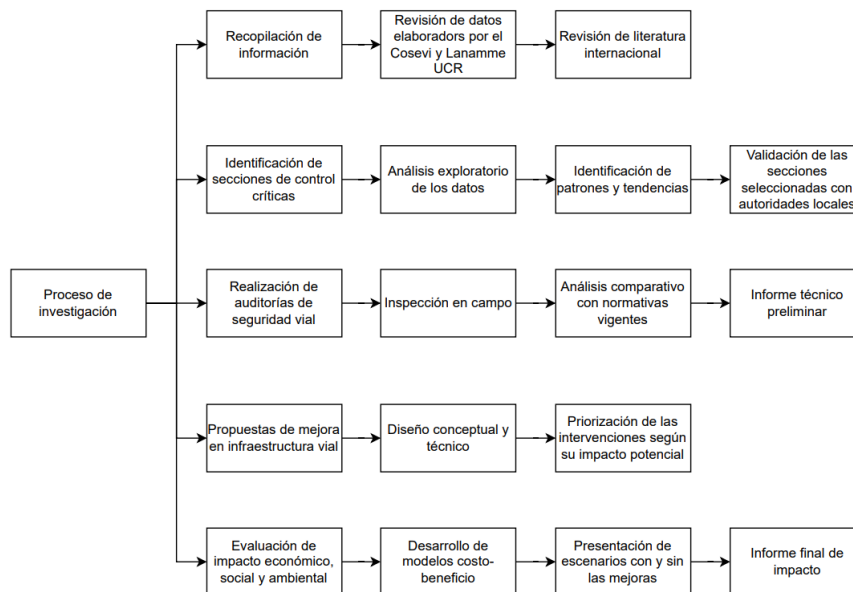 Recopilación de
información
Revisión de datos
elaboradors por el
Cosevi y Lanamme
UCR
Revisión de literatura
internacional
Identificación de
secciones de control
críticas
Análisis exploratorio
de los datos
Identificación de
patrones y tendencias
Validación de las
secciones
seleccionadas con
autoridades locales
Proceso de
investigación
Realización de
auditorías de
seguridad vial
Inspección en campo
Análisis comparativo
con normativas
vigentes
Informe técnico
preliminar
Propuestas de mejora
en infraestructura vial
Diseño conceptual y
técnico
Priorización de las
intervenciones según
su impacto potencial
Evaluación de
impacto económico,
social y ambiental
Desarrollo de
modelos costo-
beneficio
Presentación de
escenarios con y sin
las mejoras
Informe final de
impacto